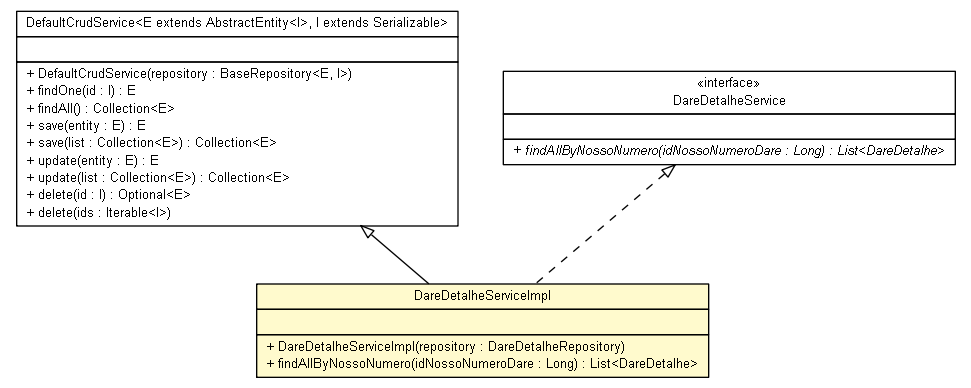 DefaultCrudService<E extends AbstractEntity<I>, I extends Serializable>
+ DefaultCrudService(repository : BaseRepository<E, I>)
+ findOne(id : I) : E
+ findAll() : Collection<E>
+ save(entity : E) : E
+ save(list : Collection<E>) : Collection<E>
+ update(entity : E) : E
+ update(list : Collection<E>) : Collection<E>
+ delete(id : I) : Optional<E>
+ delete(ids : Iterable<I>)
«interface»
DareDetalheService
+ findAllByNossoNumero(idNossoNumeroDare : Long) : List<DareDetalhe>
DareDetalheServiceImpl
+ DareDetalheServiceImpl(repository : DareDetalheRepository)
+ findAllByNossoNumero(idNossoNumeroDare : Long) : List<DareDetalhe>